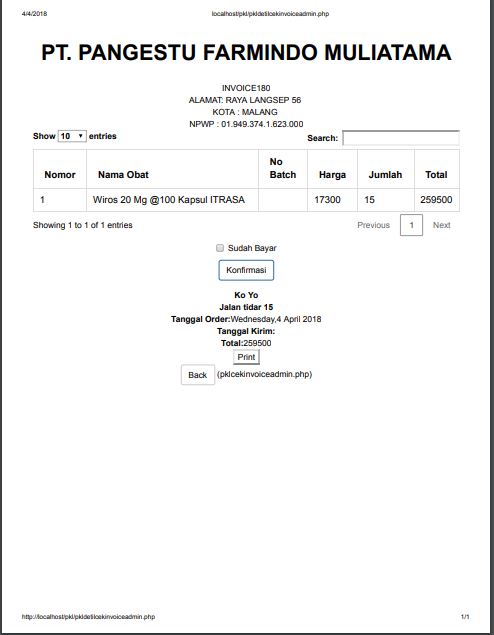 4/4/2018 localhost/pkl/pkldetilcekinvoiceadmin.php
PT. PANGESTU FARMINDO MULIATAMA
INVOICE180
ALAMAT: RAYA LANGSEP 56
KOTA : MALANG
NPWP : 01.949.374.1.623.000
Show 10 entries Search:
Nomor Nama Obat No Batch Harga Jumlah Total
1 Wiros 20 Mg @100 Kapsul ITRASA 17300 15 259500
Showing 1 to 1 of 1 entries Previous 1 Next
Sudah Bayar
Konfirmasi
Ko Yo
Jalan tidar 15
Tanggal Order:Wednesday,4 April 2018
Tanggal Kirim:
Total:259500
Print
Back (pklcekinvoiceadmin.php)
http://localhost/pkl/pkldetilcekinvoiceadmin.php 1/1